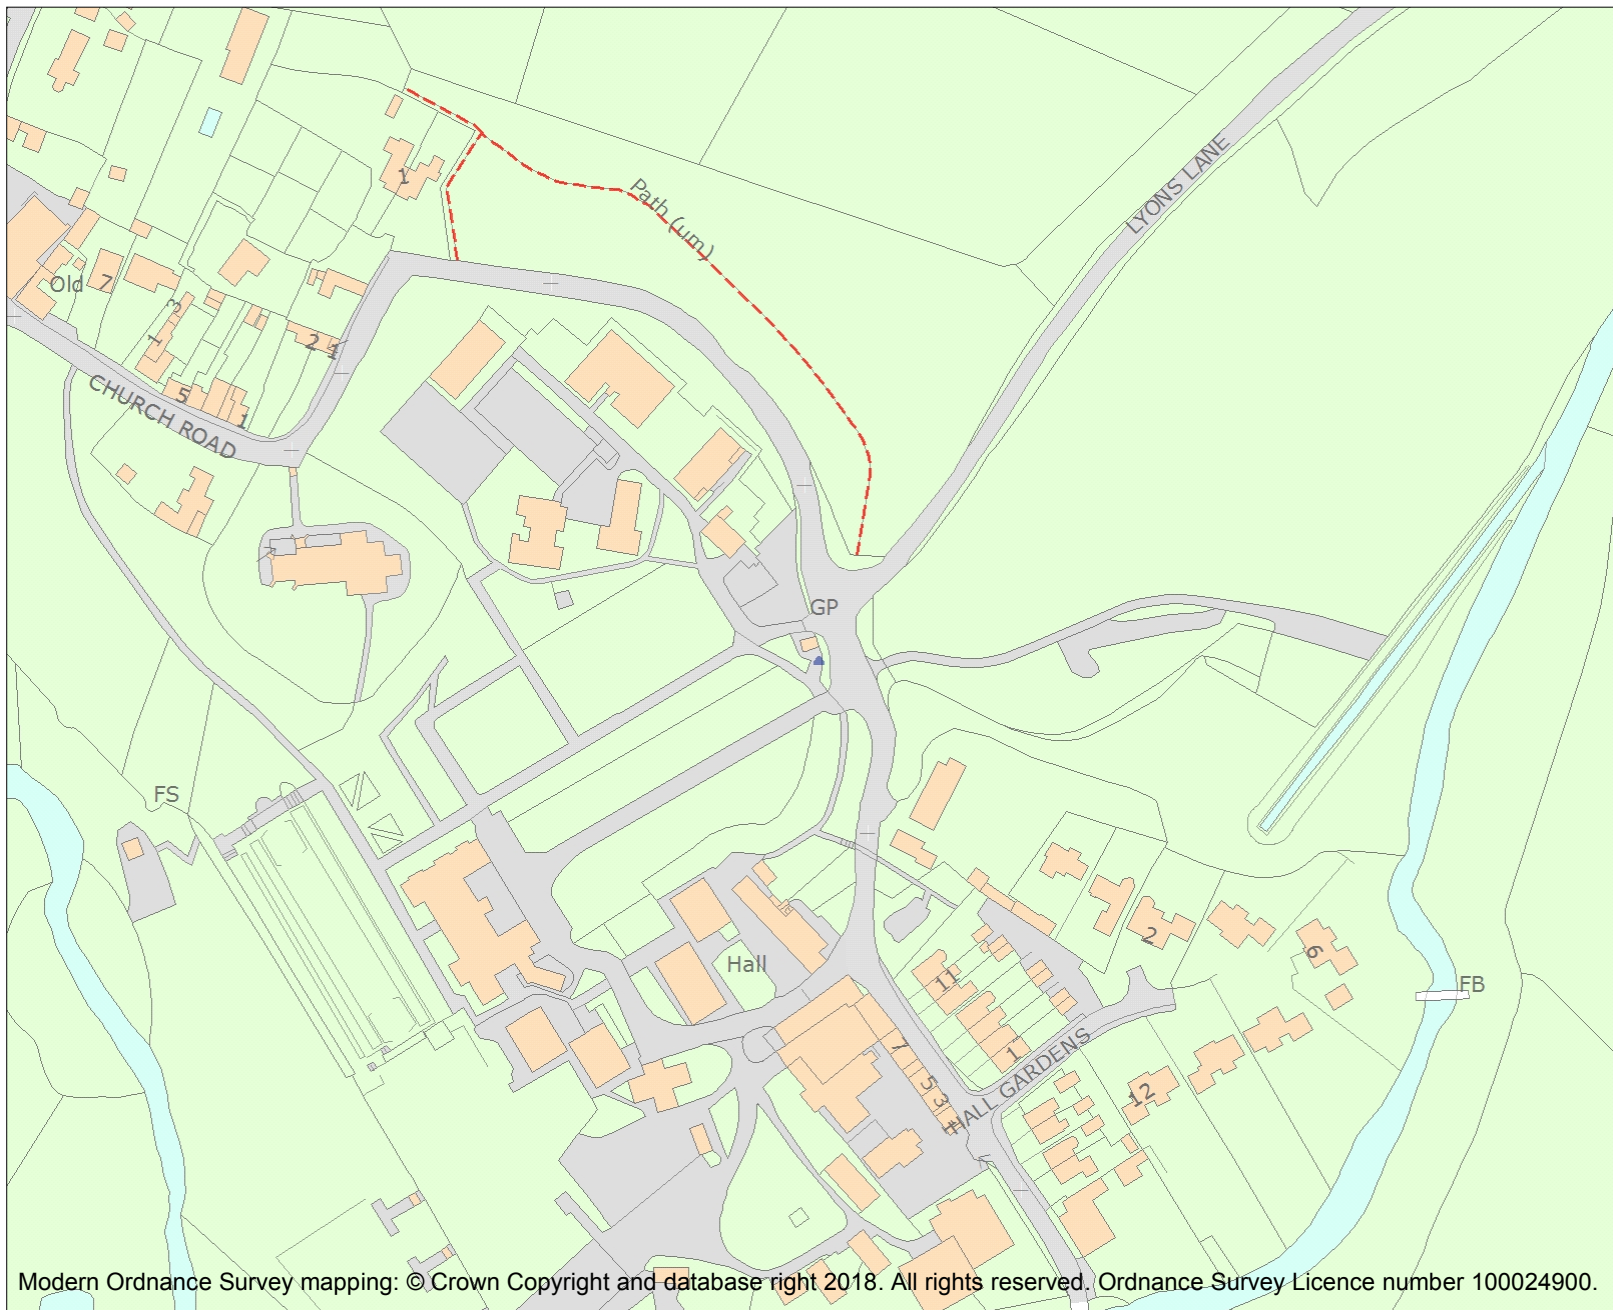 LYONS LANE
1
Path (um)
Old
7
3
1
2
1
5
1
CHURCH ROAD
GP
FS
2
6
Hall
11
FB
7
1
5
3
1
12
HALL GARDENS
Modern Ordnance Survey mapping: © Crown Copyright and database right 2018. All rights reserved. Ordnance Survey Licence number 100024900.